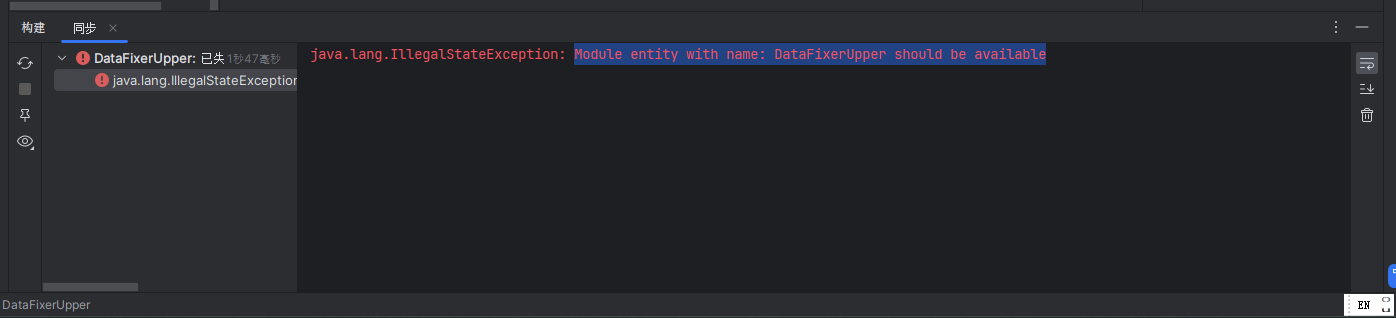 构建 同步
DataFixerUpper: 已失 1秒47毫秒
java.lang.IllegalStateException
java.lang.IllegalStateException: Module entity with name: DataFixerUpper should be available
DataFixerUpper
EN